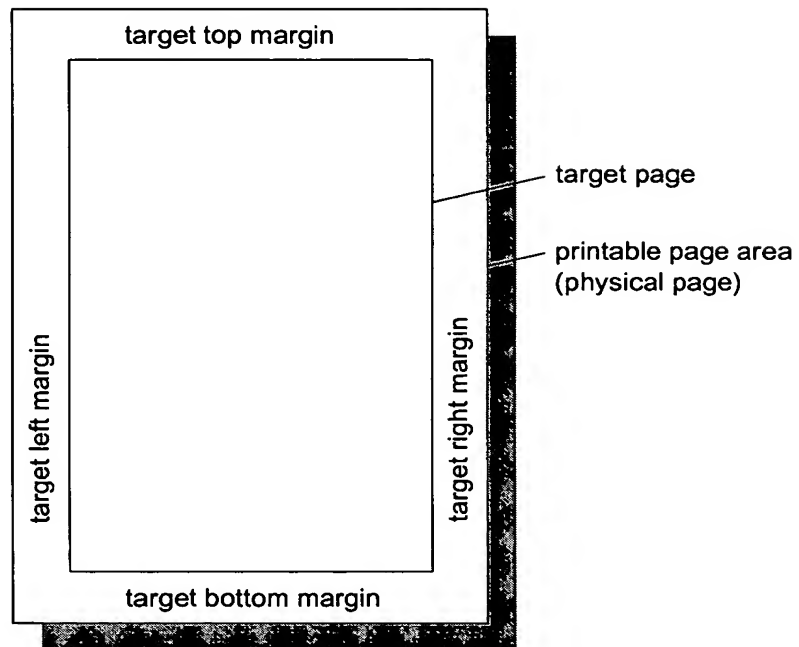 target top margin
target page
printable page area
(physical page)
target left margin
target right margin
target bottom margin